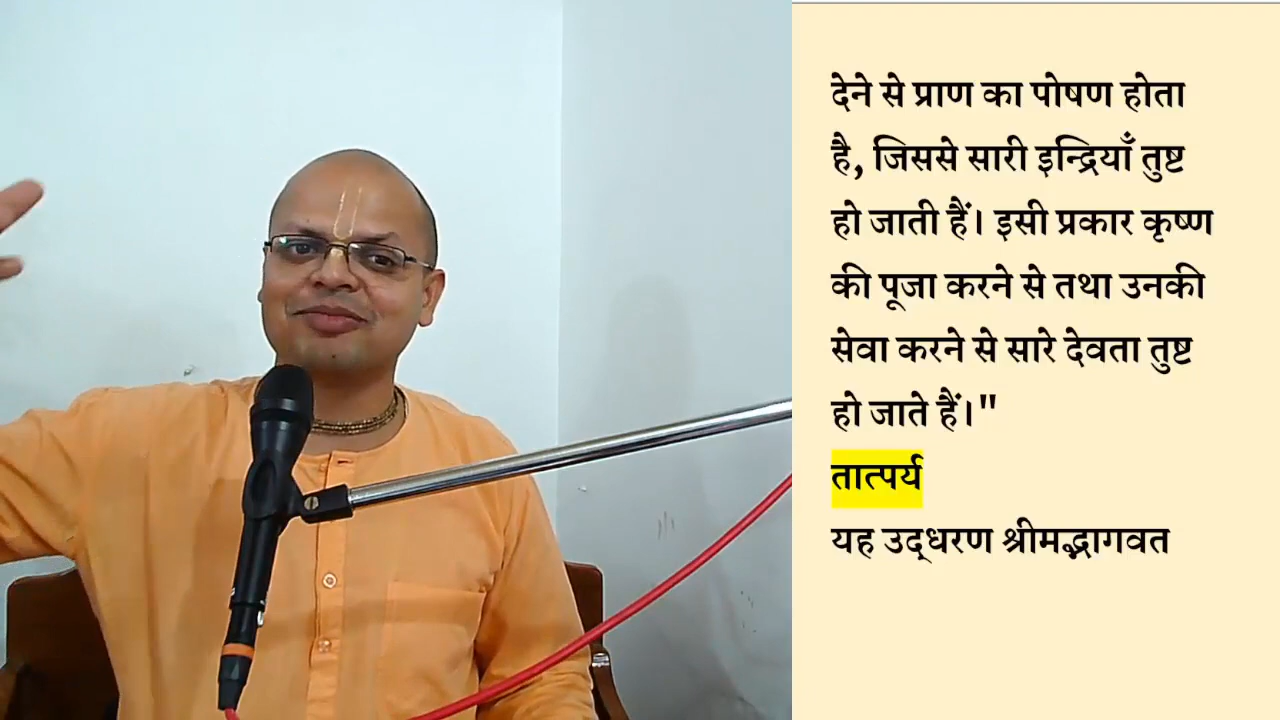 देने से प्राण का पोषण होता
है, जिससे सारी इन्द्रियाँ तुष्ट
हो जाती हैं। इसी प्रकार कृष्ण
की पूजा करने से तथा उनकी
सेवा करने से सारे देवता तुष्ट
हो जाते हैं।"
तात्पर्य
यह उद्धरण श्रीमद्भागवत